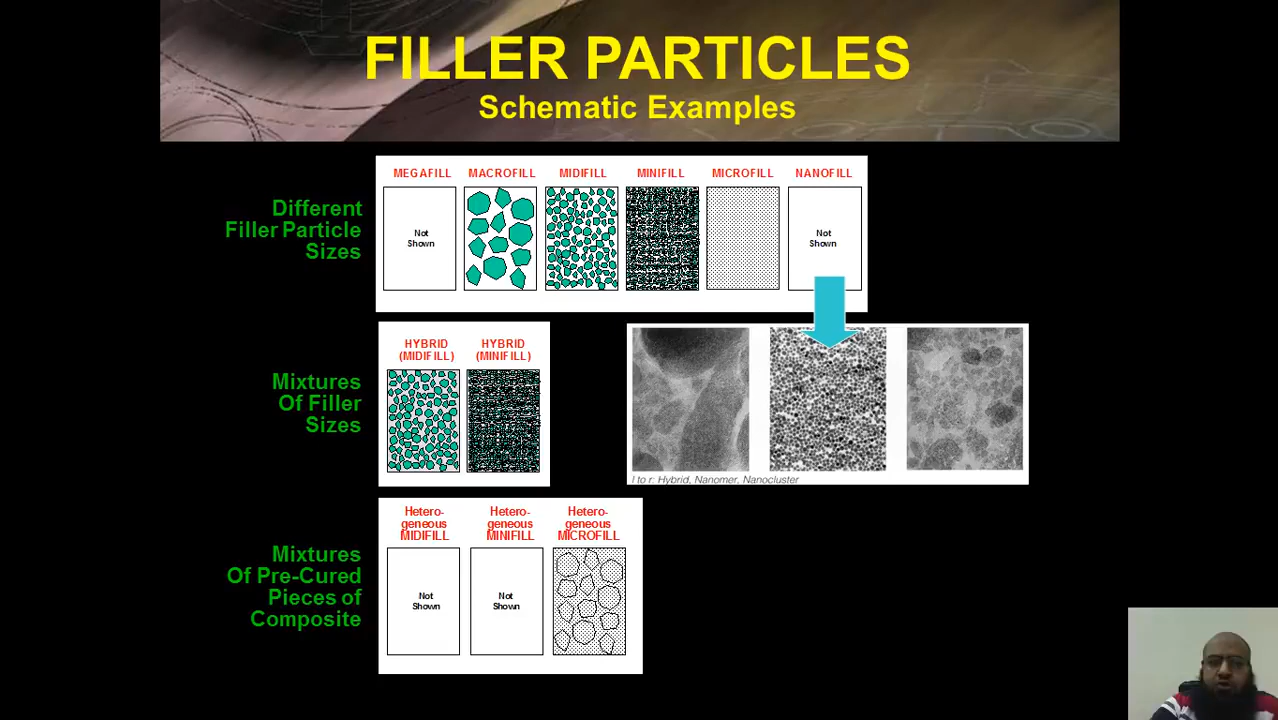 FILLER PARTICLES
Schematic Examples
Different
Filler Particle
Sizes
MEGAFILL MACROFILL MIDIFILL MINIFILL MICROFILL NANOFILL
Not
Shown
Not
Shown
Mixtures
Of Filler
Sizes
HYBRID
(MIDIFILL)
HYBRID
(MINIFILL)
l to r: Hybrid, Nanomer, Nanocluster
Mixtures
Of Pre-Cured
Pieces of
Composite
Hetero-
geneous
MIDIFILL
Hetero-
geneous
MINIFILL
Hetero-
geneous
MICROFILL
Not
Shown
Not
Shown